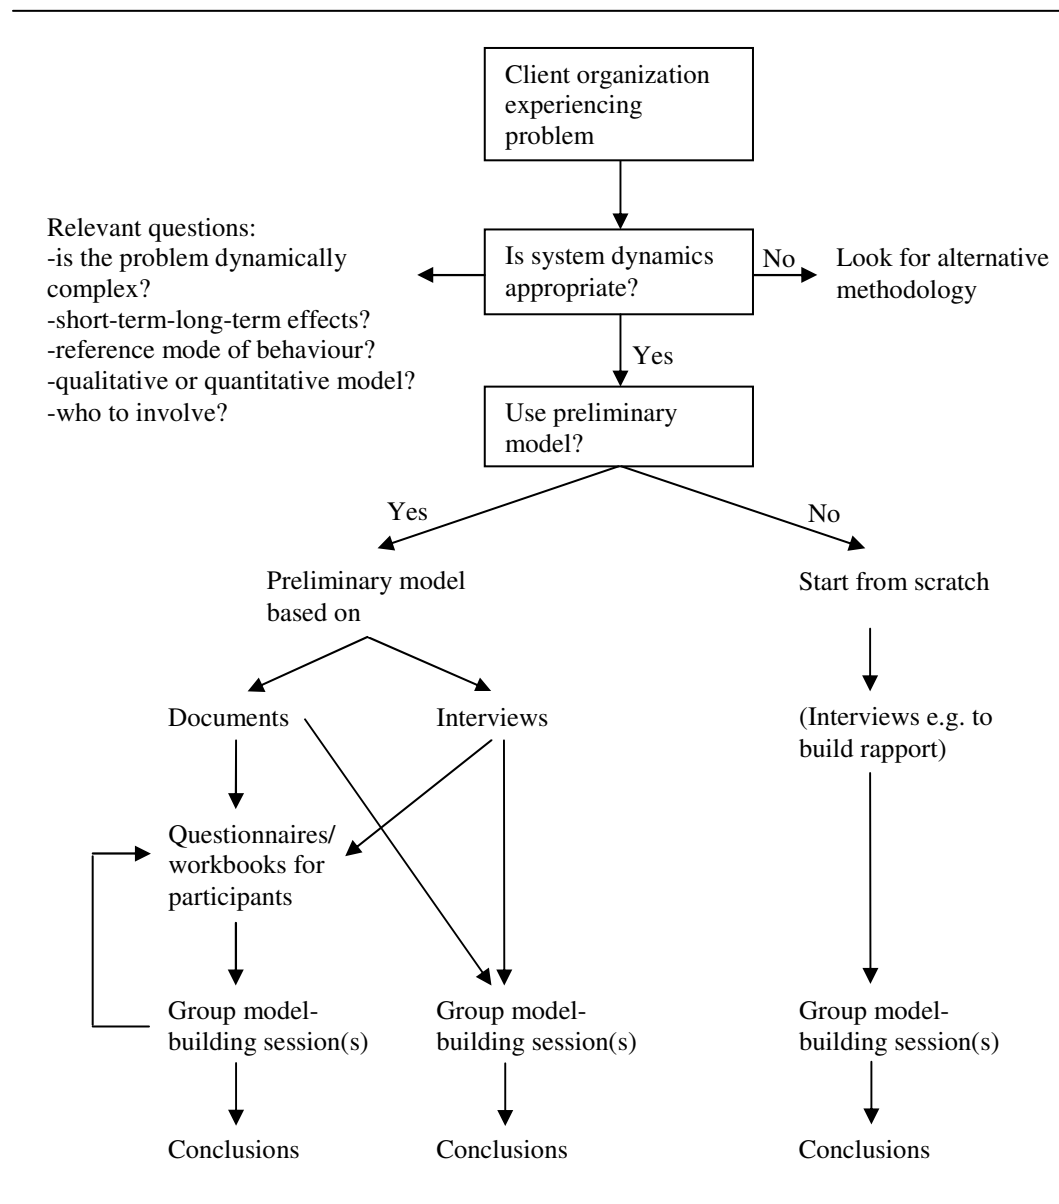 Client organization
experiencing
problem
Relevant questions:
-is the problem dynamically
complex?
-short-term-long-term effects?
-reference mode of behaviour?
-qualitative or quantitative model?
-who to involve?
Is system dynamics
appropriate?
No
Look for alternative
methodology
Yes
Use preliminary
model?
Yes
No
Preliminary model
based on
Start from scratch
Documents
Interviews
(Interviews e.g. to
build rapport)
Questionnaires/
workbooks for
participants
Group model-
building session(s)
Group model-
building session(s)
Group model-
building session(s)
Conclusions
Conclusions
Conclusions